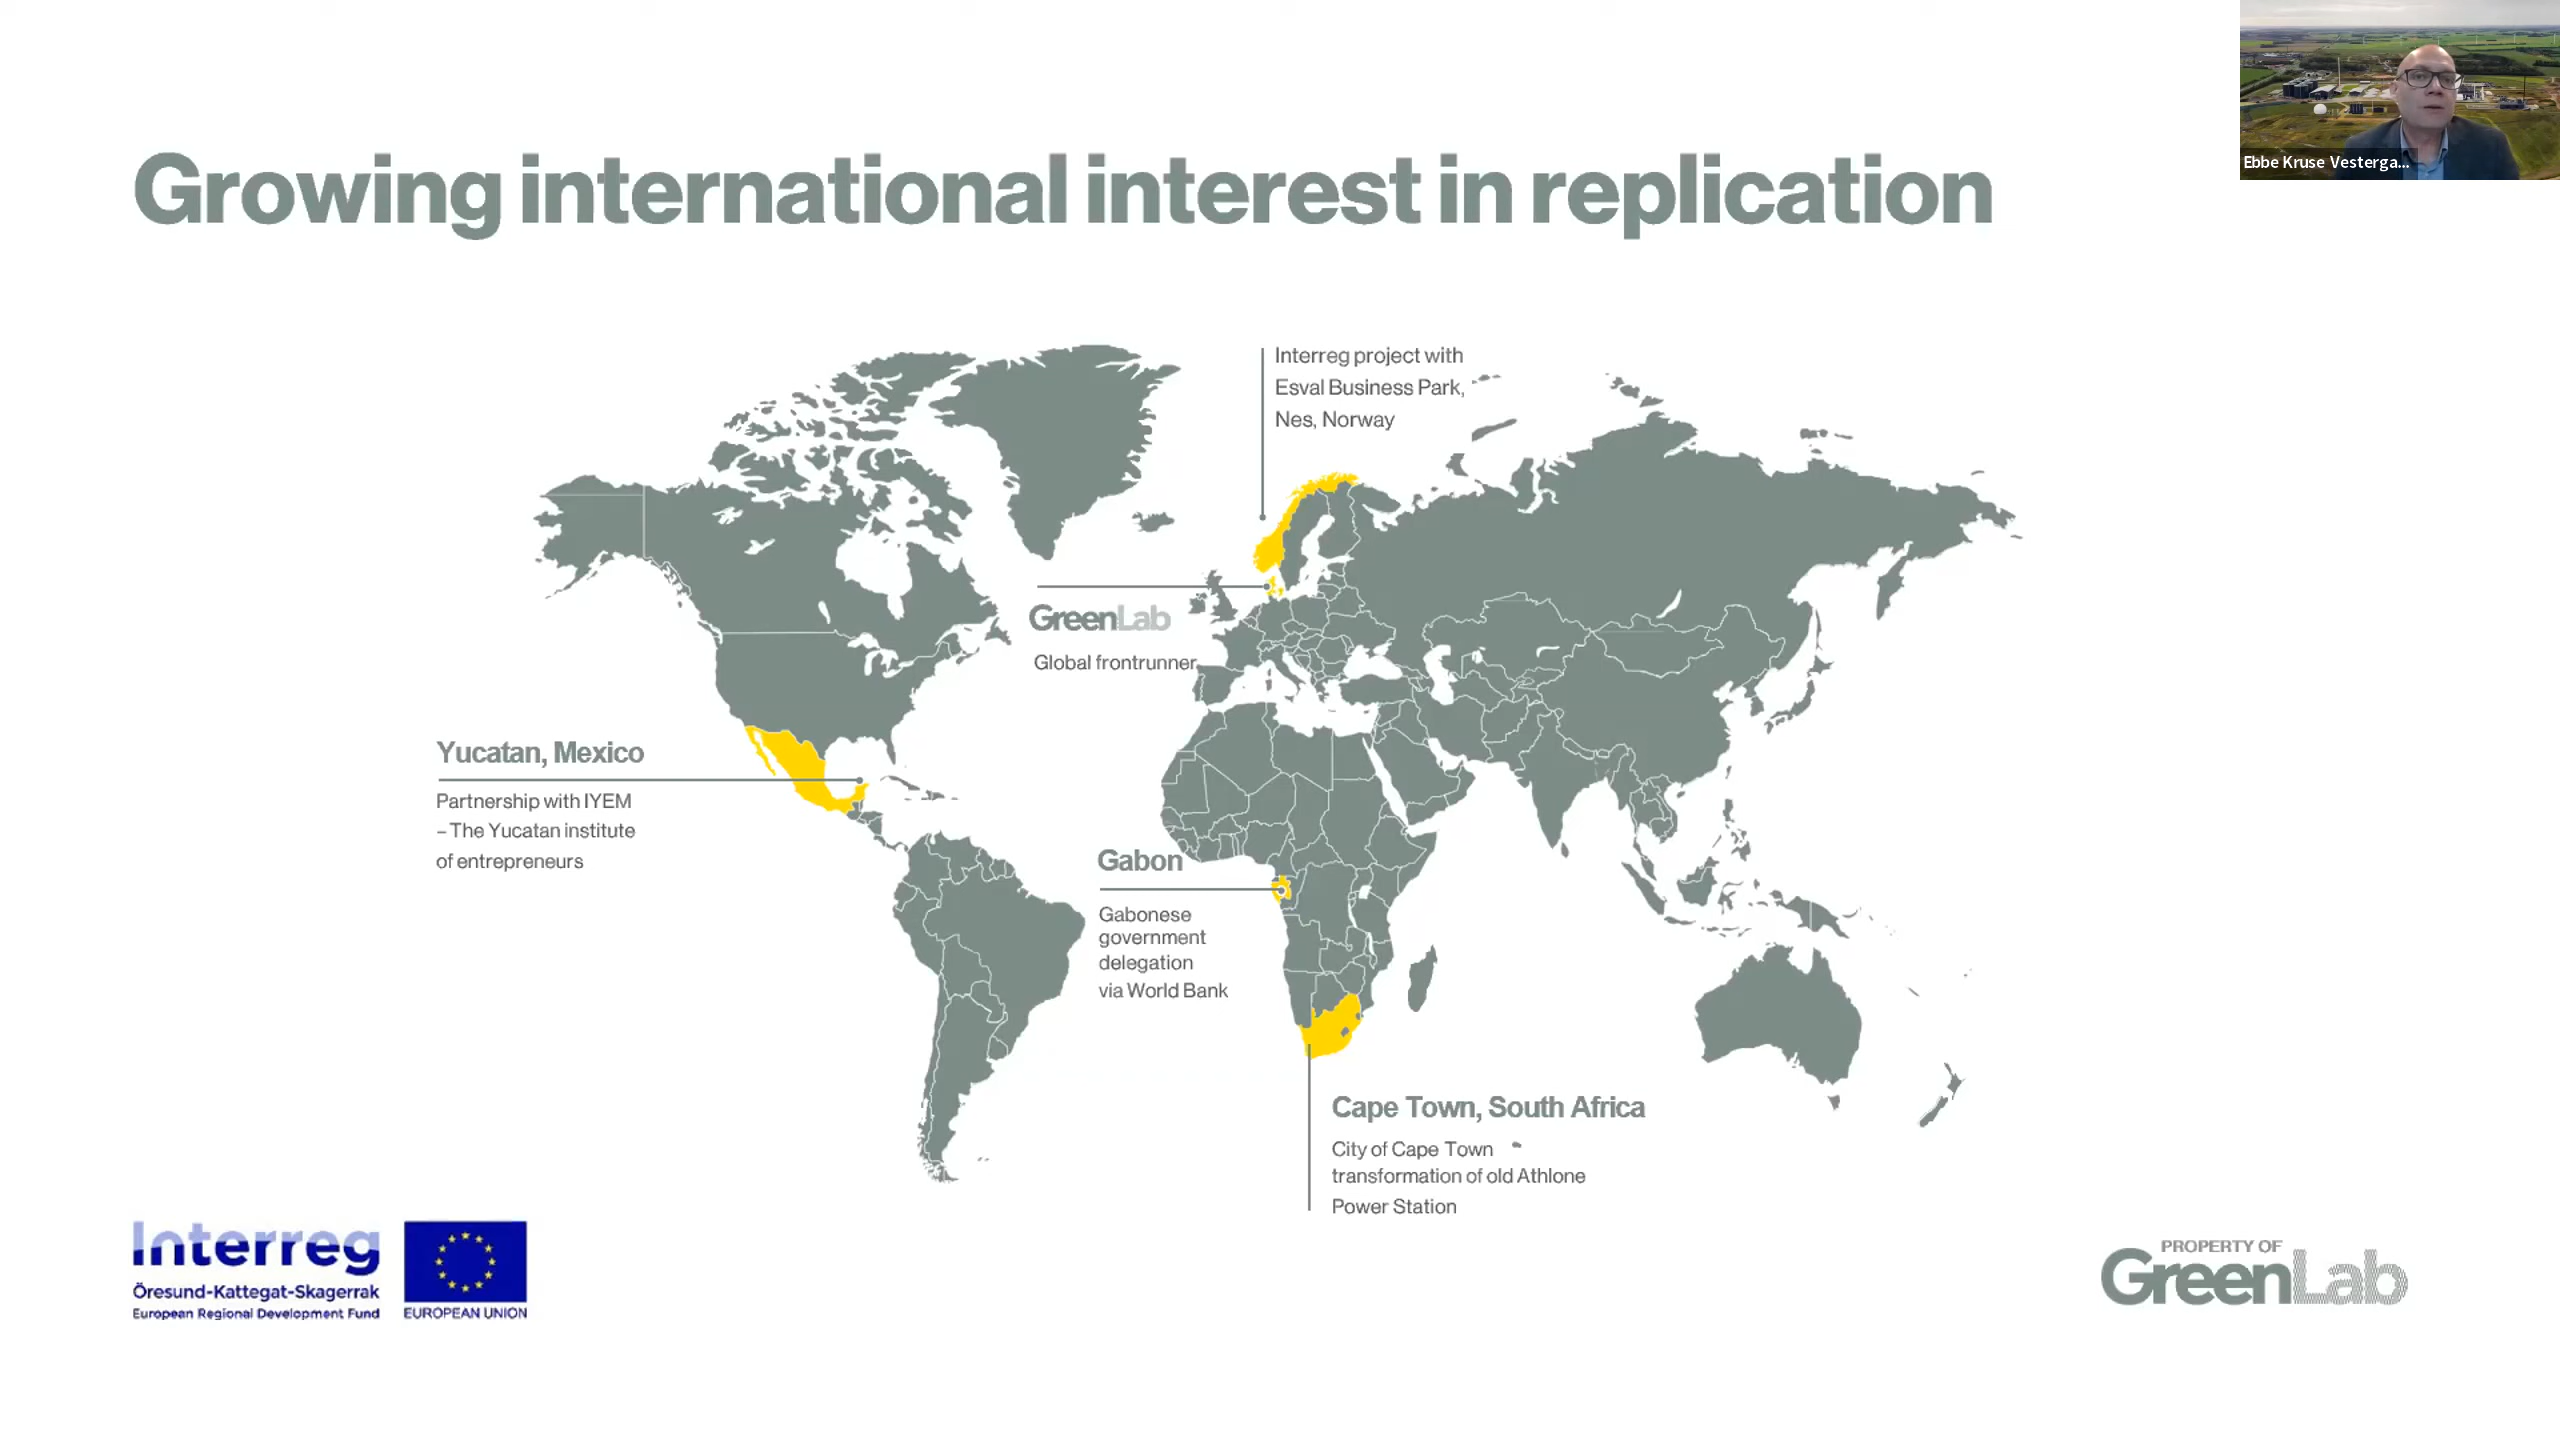 Ebbe Kruse Vesterga...
Growing international interest in replication
Interreg project with
Esval Business Park,
Nes, Norway
GreenLab
Global frontrunner
Yucatan, Mexico
Partnership with IYEM
– The Yucatan institute
of entrepreneurs
Gabon
Gabonese
government
delegation
via World Bank
Cape Town, South Africa
City of Cape Town
transformation of old Athlone
Power Station
Interreg
Öresund-Kattegat-Skagerrak
European Regional Development Fund
EUROPEAN UNION
PROPERTY OF
GreenLab